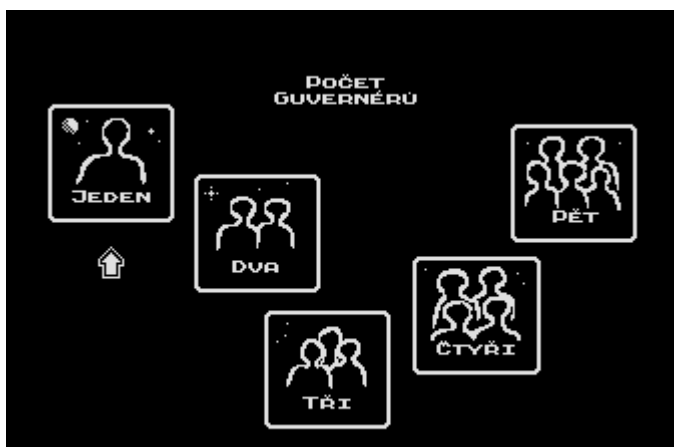 Počet
Guvernérů
Jeden
Dva
Tři
Čtyři
Pět